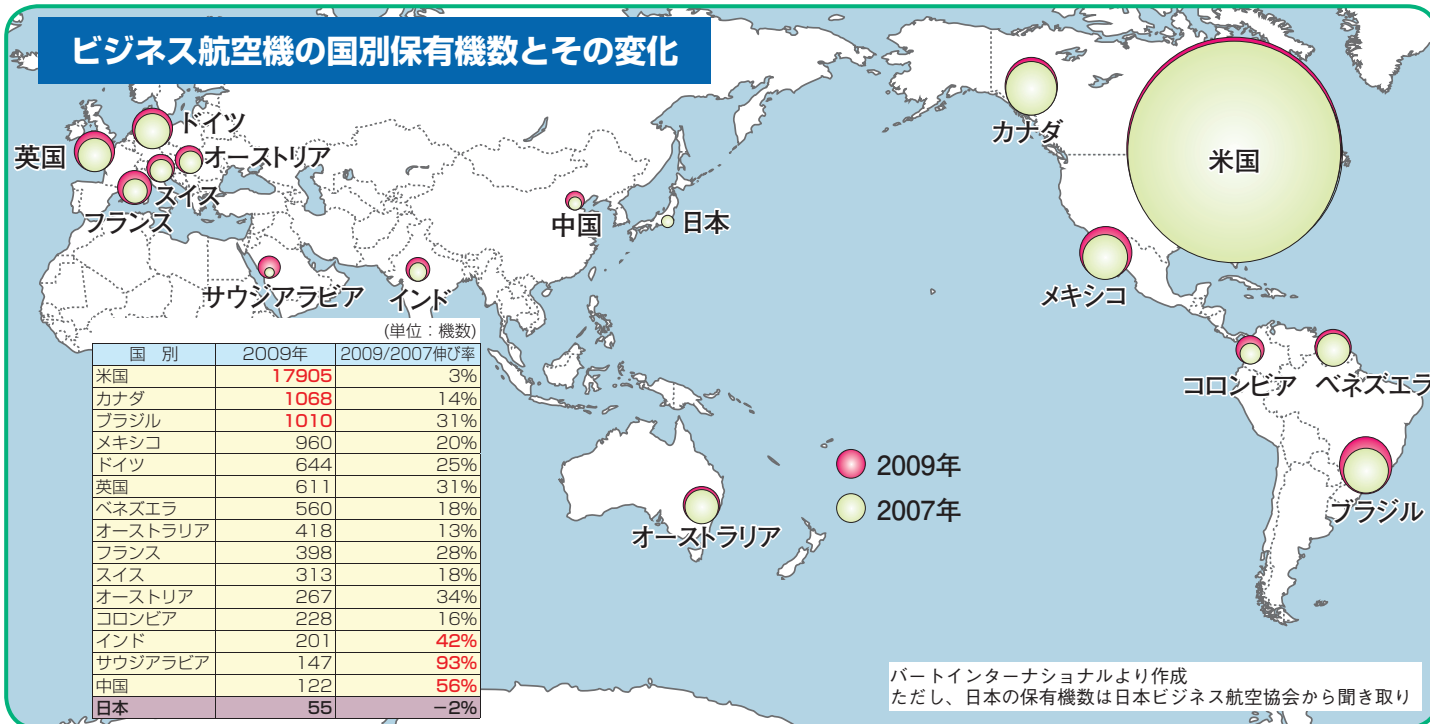 ビジネス航空機の国別保有機数とその変化
ドイツ
英国
オーストリア
スイス
フランス
中国
日本
サウジアラビア
インド
カナダ
米国
メキシコ
コロンビア
ベネズエラ
ブラジル
オーストラリア
2009年
2007年
(単位:機数)
国 別 2009年 2009/2007伸び率
米国 17905 3%
カナダ 1068 14%
ブラジル 1010 31%
メキシコ 960 20%
ドイツ 644 25%
英国 611 31%
ベネズエラ 560 18%
オーストラリア 418 13%
フランス 398 28%
スイス 313 18%
オーストリア 267 34%
コロンビア 228 16%
インド 201 42%
サウジアラビア 147 93%
中国 122 56%
日本 55 −2%
バートインターナショナルより作成
ただし、日本の保有機数は日本ビジネス航空協会から聞き取り